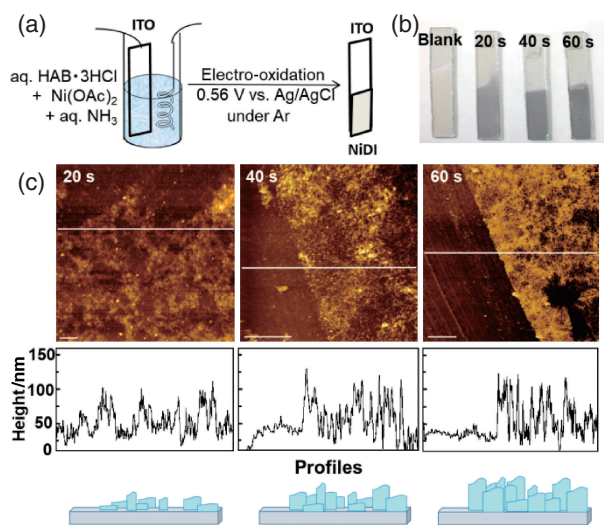 (a)
ITO
aq. HAB·3HCl
+ Ni(OAc)₂
+ aq. NH₃
Electro-oxidation
0.56 V vs. Ag/AgCl
under Ar
ITO
NiDI
(b)
Blank 20 s 40 s 60 s
(c)
20 s
40 s
60 s
Height/nm
150
100
50
0
Profiles